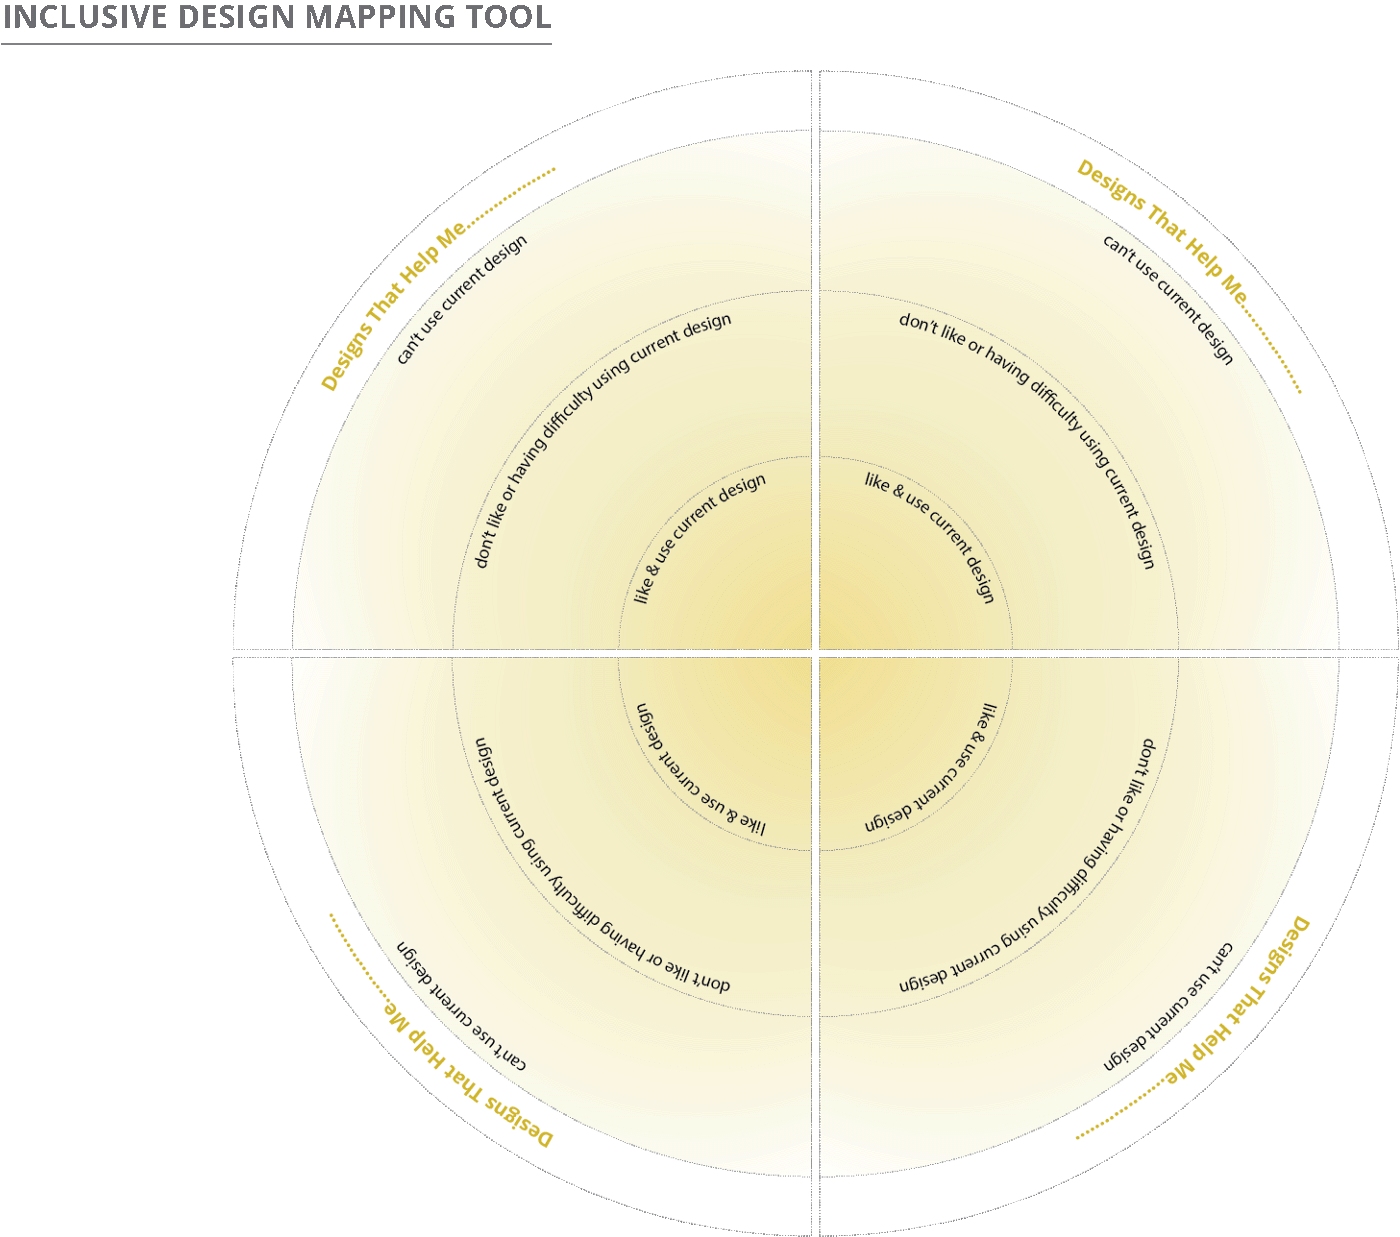 INCLUSIVE DESIGN MAPPING TOOL
Designs That Help Me...............
can't use current design
don't like or having difficulty using current design
like & use current design
Designs That Help Me...............
can't use current design
don't like or having difficulty using current design
like & use current design
like & use current design
don't like or having difficulty using current design
can't use current design
Designs That Help Me...............
like & use current design
don't like or having difficulty using current design
can't use current design
Designs That Help Me...............